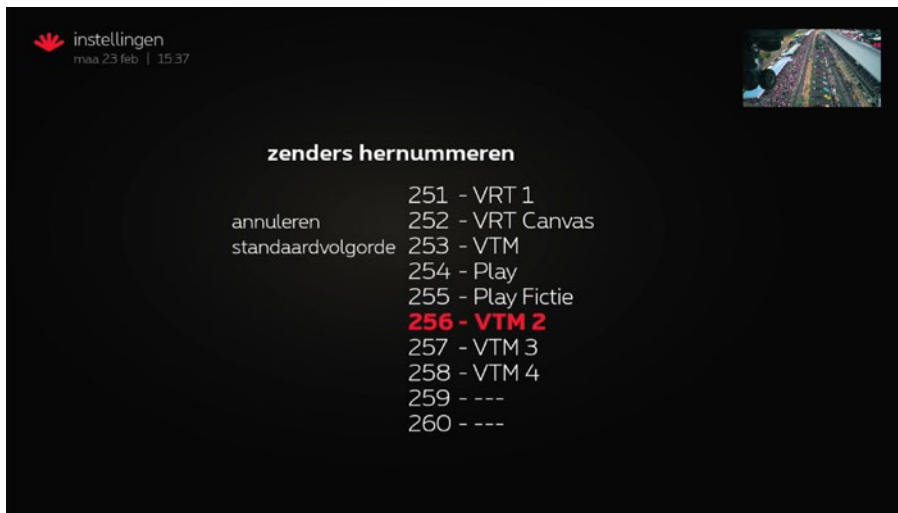 instellingen
maa 23 feb | 15:37
zenders hernummeren
annuleren
standaardvolgorde
251 - VRT 1
252 - VRT Canvas
253 - VTM
254 - Play
255 - Play Fictie
256 - VTM 2
257 - VTM 3
258 - VTM 4
259 - ---
260 - ---